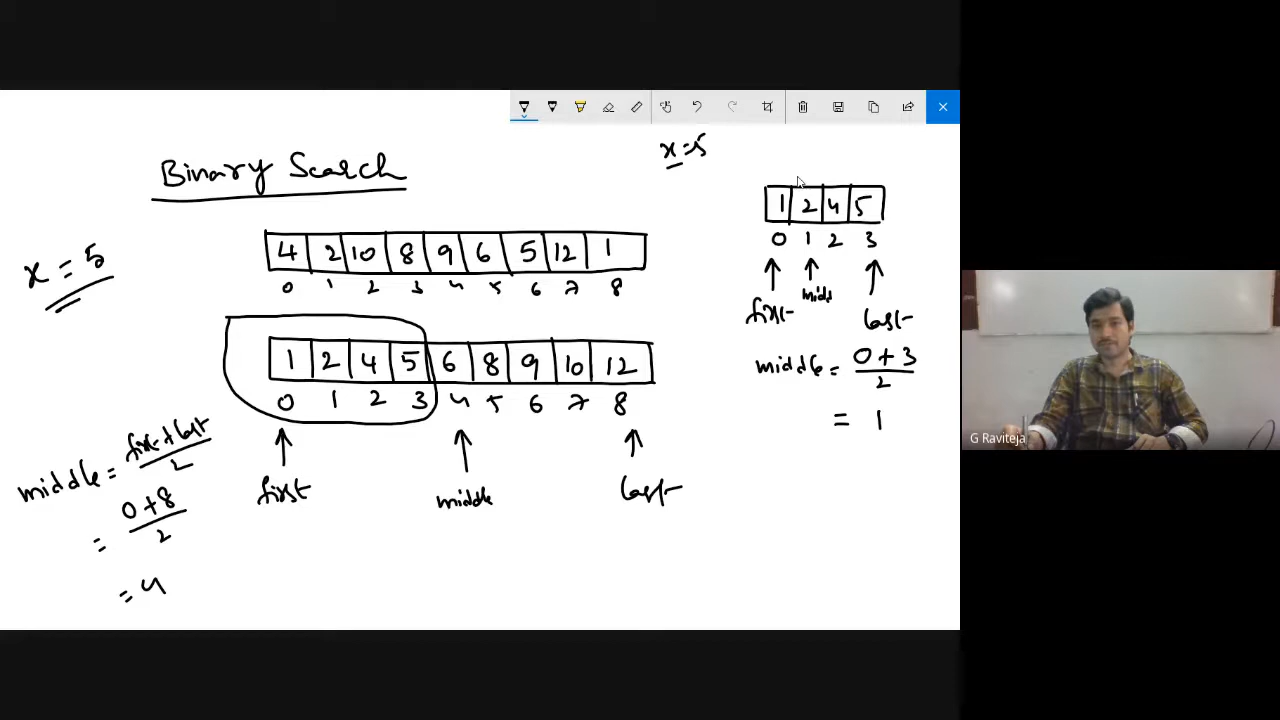 Binary Search
x = 5
4 2 10 8 9 6 5 12 1
0 1 2 3 4 5 6 7 8
1 2 4 5 6 8 9 10 12
0 1 2 3 4 5 6 7 8
first middle last
middle = first + last / 2
= 0 + 8 / 2
= 4
x = 5
1 2 4 5
0 1 2 3
first midd last
middle = 0 + 3 / 2
= 1
G Raviteja